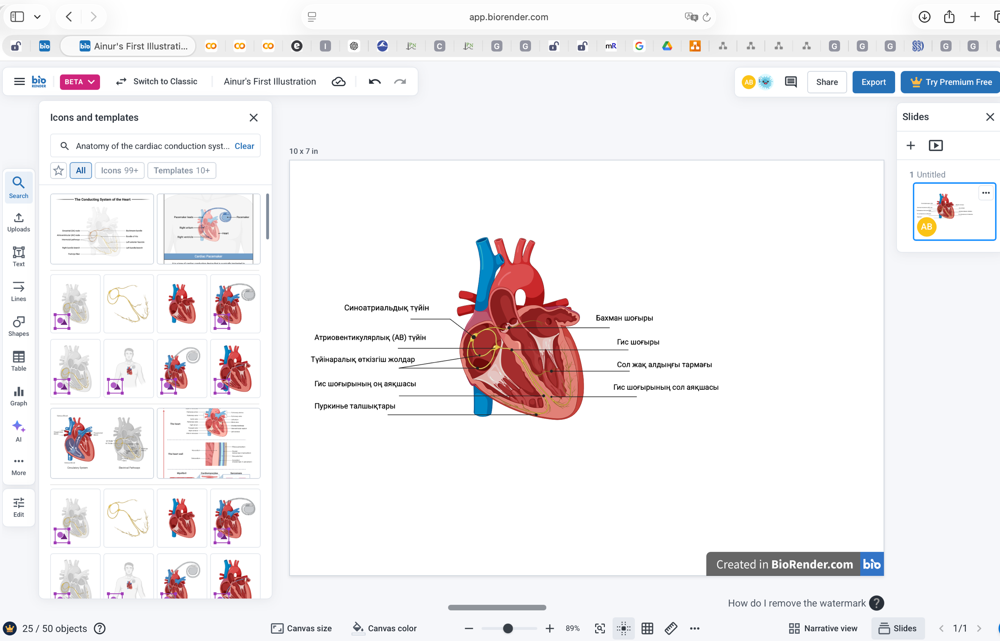 app.biorender.com
bio
bio Ainur's First Illustrati...
mR
bio RENDER
BETA
Switch to Classic
Ainur's First Illustration
AB
Share
Export
Try Premium Free
Icons and templates
Anatomy of the cardiac conduction syst... Clear
All
Icons 99+
Templates 10+
Search
Uploads
Text
Lines
Shapes
Table
Graph
AI
More
Edit
The Conducting System of the Heart
Sinoatrial (SA) node
Atrioventricular (AV) node
Internodal pathways
Right bundle branch
Purkinje fiber
Bachmann bundle
Bundle of His
Left anterior fascicle
Left bundle branch
Pacemaker leads
Pacemaker
Right atrium
Heart
Right ventricle
Cardiac Pacemaker
Circulatory System
Electrical Pathways
The heart
The heart wall
Myofibril
Cardiomyocytes
Sarcomere
10 x 7 in
Синоатриальдық түйін
Атриовентикулярлық (АВ) түйін
Түйінаралық өткізгіш жолдар
Гис шоғырының оң аяқшасы
Пуркинье талшықтары
Бахман шоғыры
Гис шоғыры
Сол жақ алдыңғы тармағы
Гис шоғырының сол аяқшасы
Created in BioRender.com bio
Slides
1 Untitled
AB
How do I remove the watermark ?
25 / 50 objects ?
Canvas size
Canvas color
89%
Narrative view
Slides
1/1